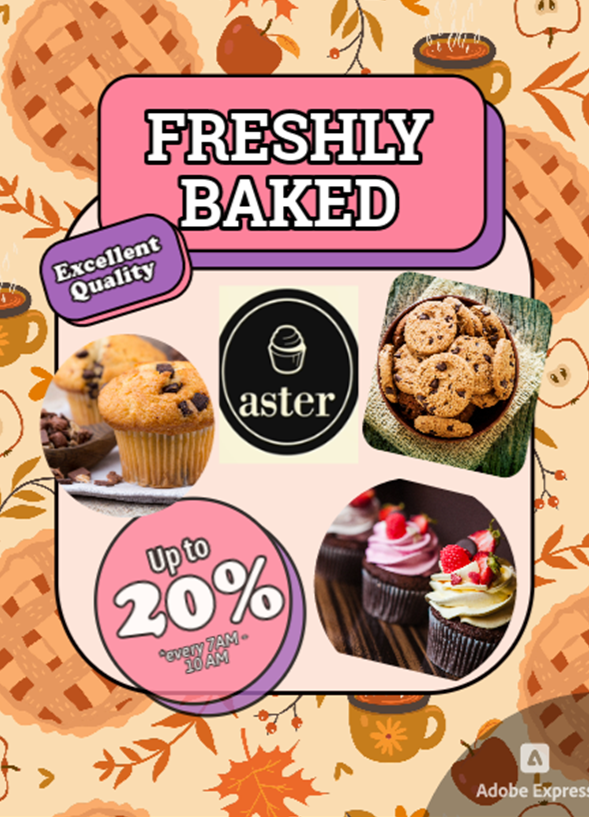 FRESHLY
BAKED
Excellent
Quality
aster
Up to
20%
*every 7AM -
10 AM
Adobe Express